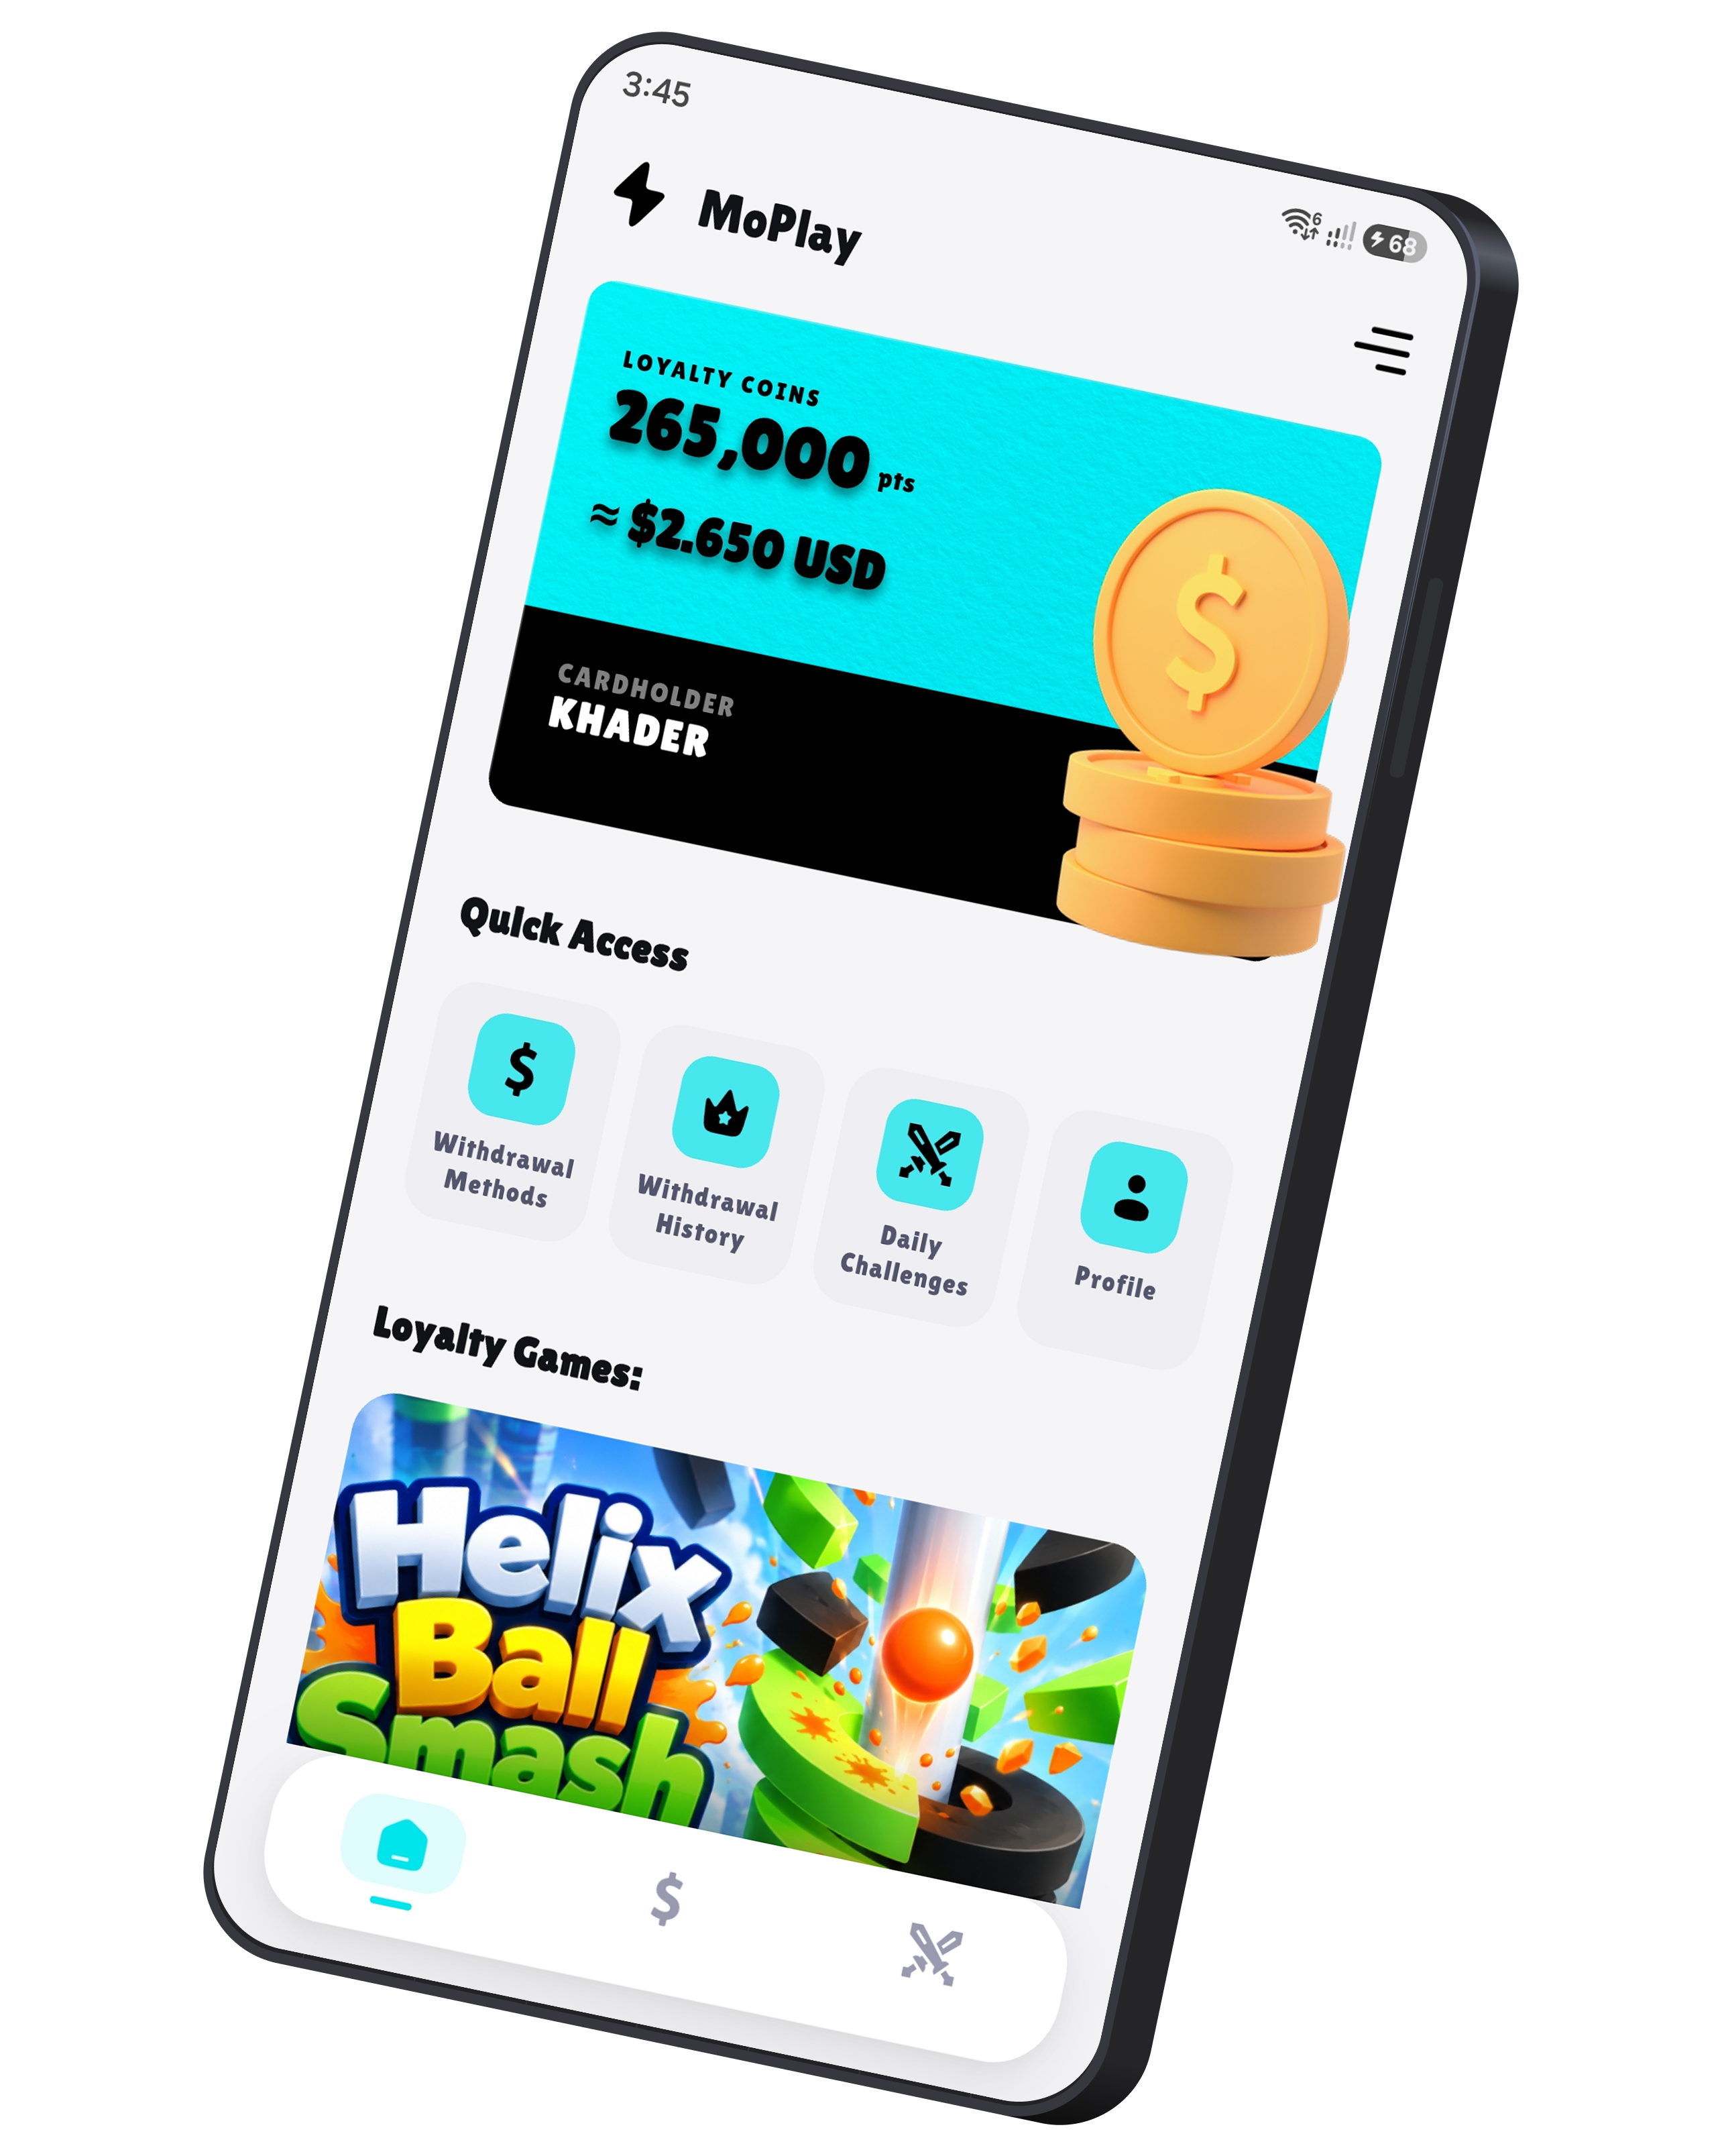 3:45
6
68
MoPlay
LOYALTY COINS
265,000 pts
≈ $2.650 USD
CARDHOLDER
KHADER
Quick Access
Withdrawal
Methods
Withdrawal
History
Daily
Challenges
Profile
Loyalty Games:
Helix
Ball
Smash